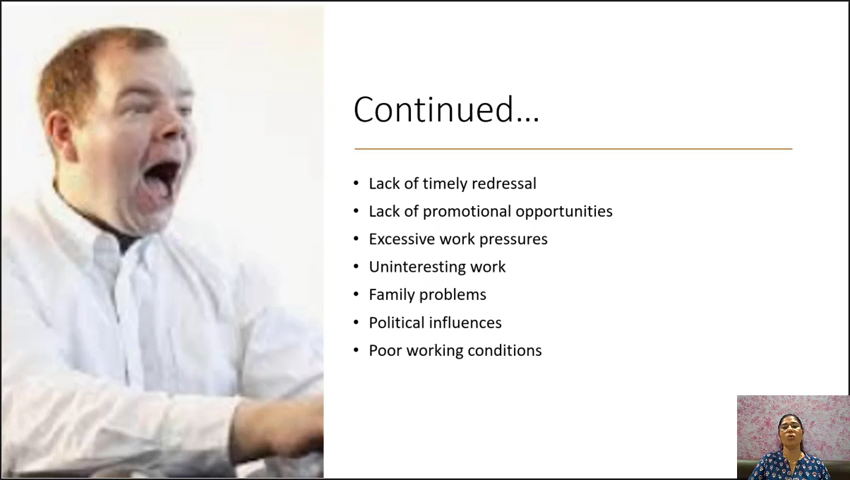 Continued...
• Lack of timely redressal
• Lack of promotional opportunities
• Excessive work pressures
• Uninteresting work
• Family problems
• Political influences
• Poor working conditions